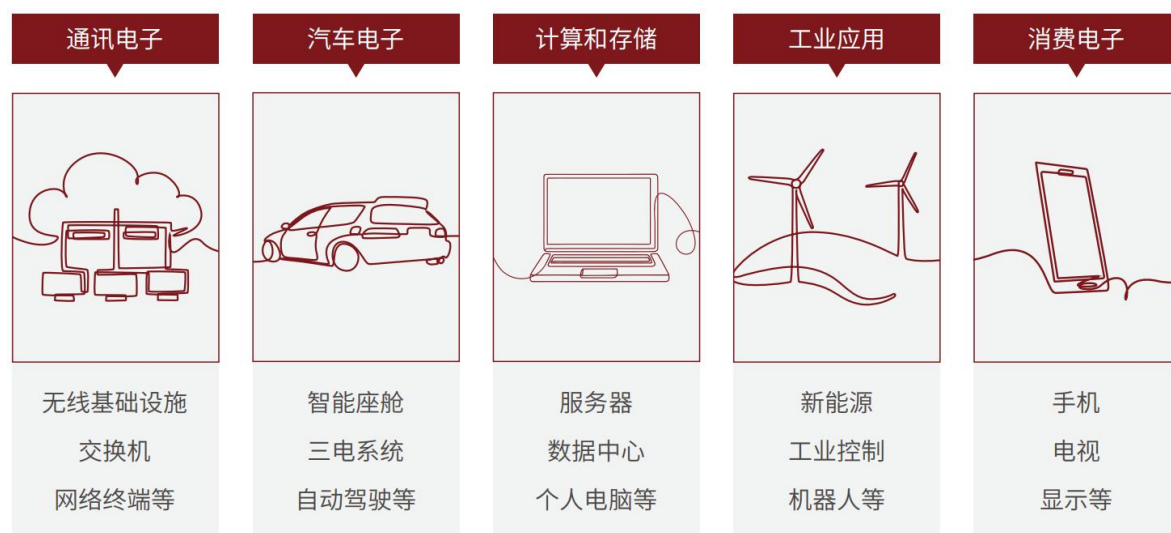 通讯电子
无线基础设施
交换机
网络终端等
汽车电子
智能座舱
三电系统
自动驾驶等
计算和存储
服务器
数据中心
个人电脑等
工业应用
新能源
工业控制
机器人等
消费电子
手机
电视
显示等